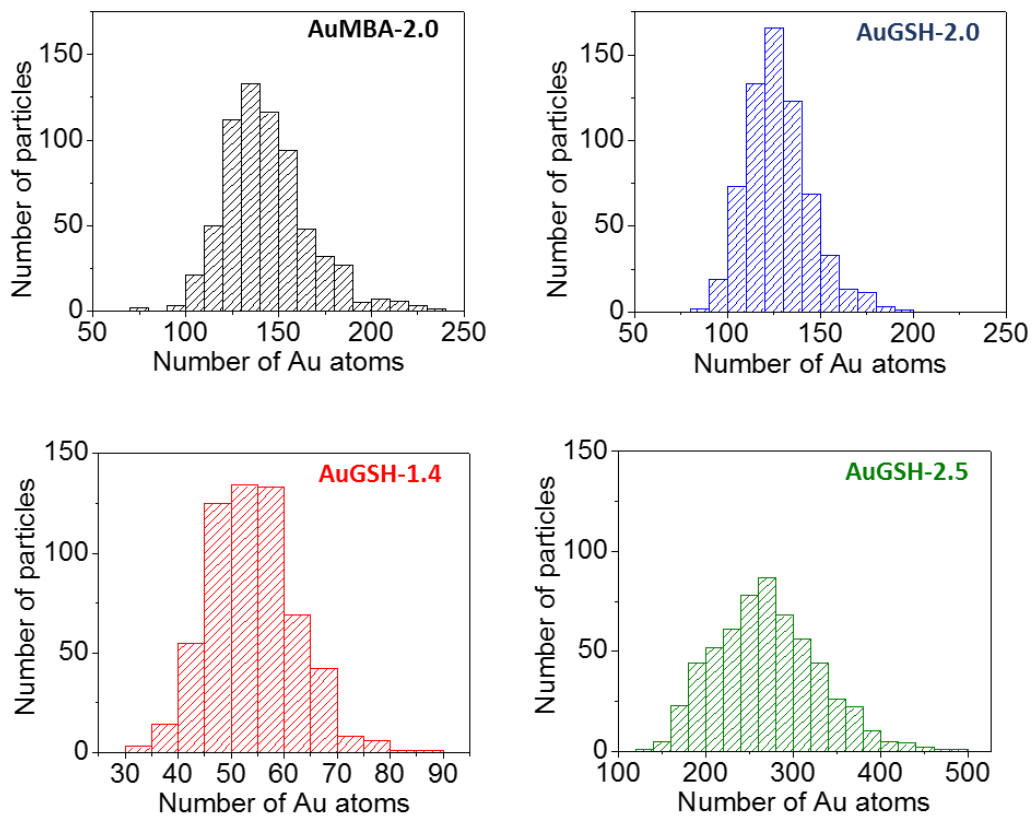 AuMBA-2.0
Number of particles
150
100
50
0
50 100 150 200 250
Number of Au atoms
AuGSH-2.0
Number of particles
150
100
50
0
50 100 150 200 250
Number of Au atoms
AuGSH-1.4
Number of particles
150
100
50
0
30 40 50 60 70 80 90
Number of Au atoms
AuGSH-2.5
Number of particles
150
100
50
0
100 200 300 400 500
Number of Au atoms